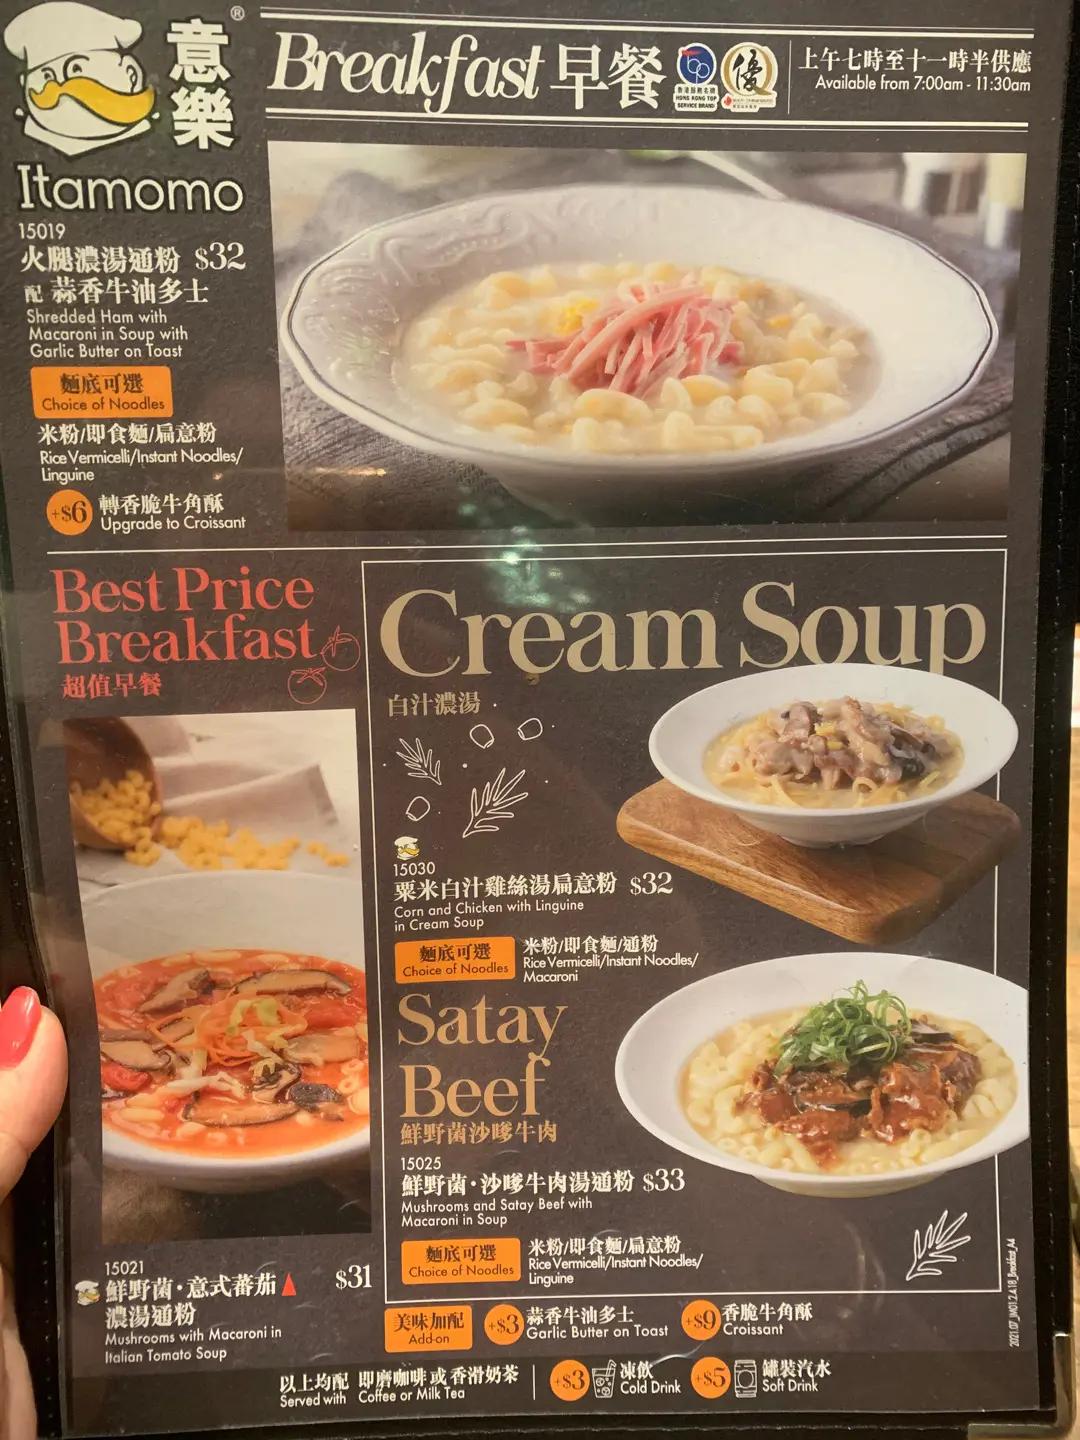 意樂®
Itamomo
Breakfast 早餐
香港服務名牌
HONG KONG TOP
SERVICE BRAND
優
上午七時至十一時半供應
Available from 7:00am - 11:30am
15019
火腿濃湯通粉 $32
配 蒜香牛油多士
Shredded Ham with
Macaroni in Soup with
Garlic Butter on Toast
麵底可選
Choice of Noodles
米粉/即食麵/扁意粉
Rice Vermicelli/Instant Noodles/
Linguine
+$6 轉香脆牛角酥
Upgrade to Croissant
Best Price
Breakfast
超值早餐
15021
鮮野菌·意式蕃茄
濃湯通粉
$31
Mushrooms with Macaroni in
Italian Tomato Soup
Cream Soup
白汁濃湯
15030
粟米白汁雞絲湯扁意粉 $32
Corn and Chicken with Linguine
in Cream Soup
麵底可選
Choice of Noodles
米粉/即食麵/通粉
Rice Vermicelli/Instant Noodles/
Macaroni
Satay
Beef
鮮野菌沙嗲牛肉
15025
鮮野菌·沙嗲牛肉湯通粉 $33
Mushrooms and Satay Beef with
Macaroni in Soup
麵底可選
Choice of Noodles
米粉/即食麵/扁意粉
Rice Vermicelli/Instant Noodles/
Linguine
美味加配
Add-on
+$3 蒜香牛油多士
Garlic Butter on Toast
+$9 香脆牛角酥
Croissant
以上均配 即磨咖啡 或 香滑奶茶
Served with Coffee or Milk Tea
+$3 凍飲
Cold Drink
+$5 罐裝汽水
Soft Drink